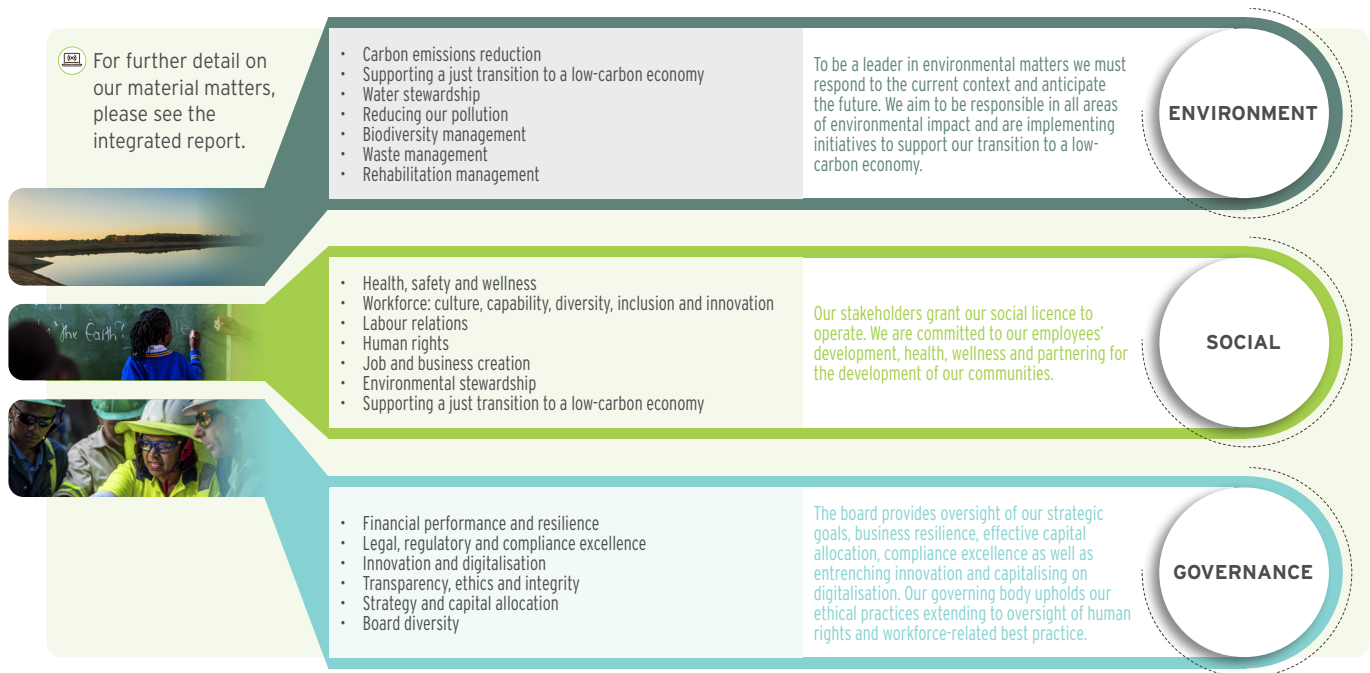 For further detail on
our material matters,
please see the
integrated report.
• Carbon emissions reduction
• Supporting a just transition to a low-carbon economy
• Water stewardship
• Reducing our pollution
• Biodiversity management
• Waste management
• Rehabilitation management
To be a leader in environmental matters we must
respond to the current context and anticipate
the future. We aim to be responsible in all areas
of environmental impact and are implementing
initiatives to support our transition to a low-
carbon economy.
ENVIRONMENT
the Earth?
• Health, safety and wellness
• Workforce: culture, capability, diversity, inclusion and innovation
• Labour relations
• Human rights
• Job and business creation
• Environmental stewardship
• Supporting a just transition to a low-carbon economy
Our stakeholders grant our social licence to
operate. We are committed to our employees'
development, health, wellness and partnering for
the development of our communities.
SOCIAL
• Financial performance and resilience
• Legal, regulatory and compliance excellence
• Innovation and digitalisation
• Transparency, ethics and integrity
• Strategy and capital allocation
• Board diversity
The board provides oversight of our strategic
goals, business resilience, effective capital
allocation, compliance excellence as well as
entrenching innovation and capitalising on
digitalisation. Our governing body upholds our
ethical practices extending to oversight of human
rights and workforce-related best practice.
GOVERNANCE